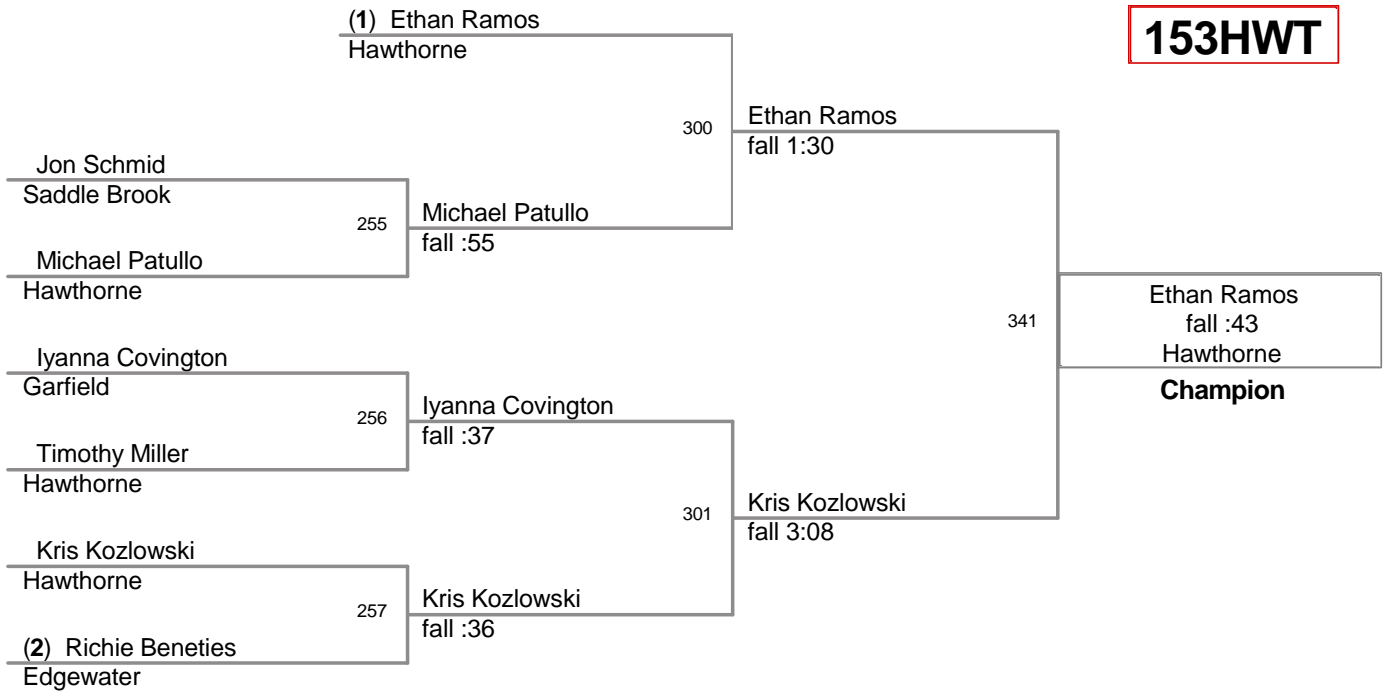 (1) Ethan Ramos
Hawthorne
153HWT
300
Ethan Ramos
fall 1:30
Jon Schmid
Saddle Brook
255
Michael Patullo
fall :55
Michael Patullo
Hawthorne
341
Ethan Ramos
fall :43
Hawthorne
Champion
Iyanna Covington
Garfield
256
Iyanna Covington
fall :37
Timothy Miller
Hawthorne
301
Kris Kozlowski
fall 3:08
Kris Kozlowski
Hawthorne
257
Kris Kozlowski
fall :36
(2) Richie Beneties
Edgewater